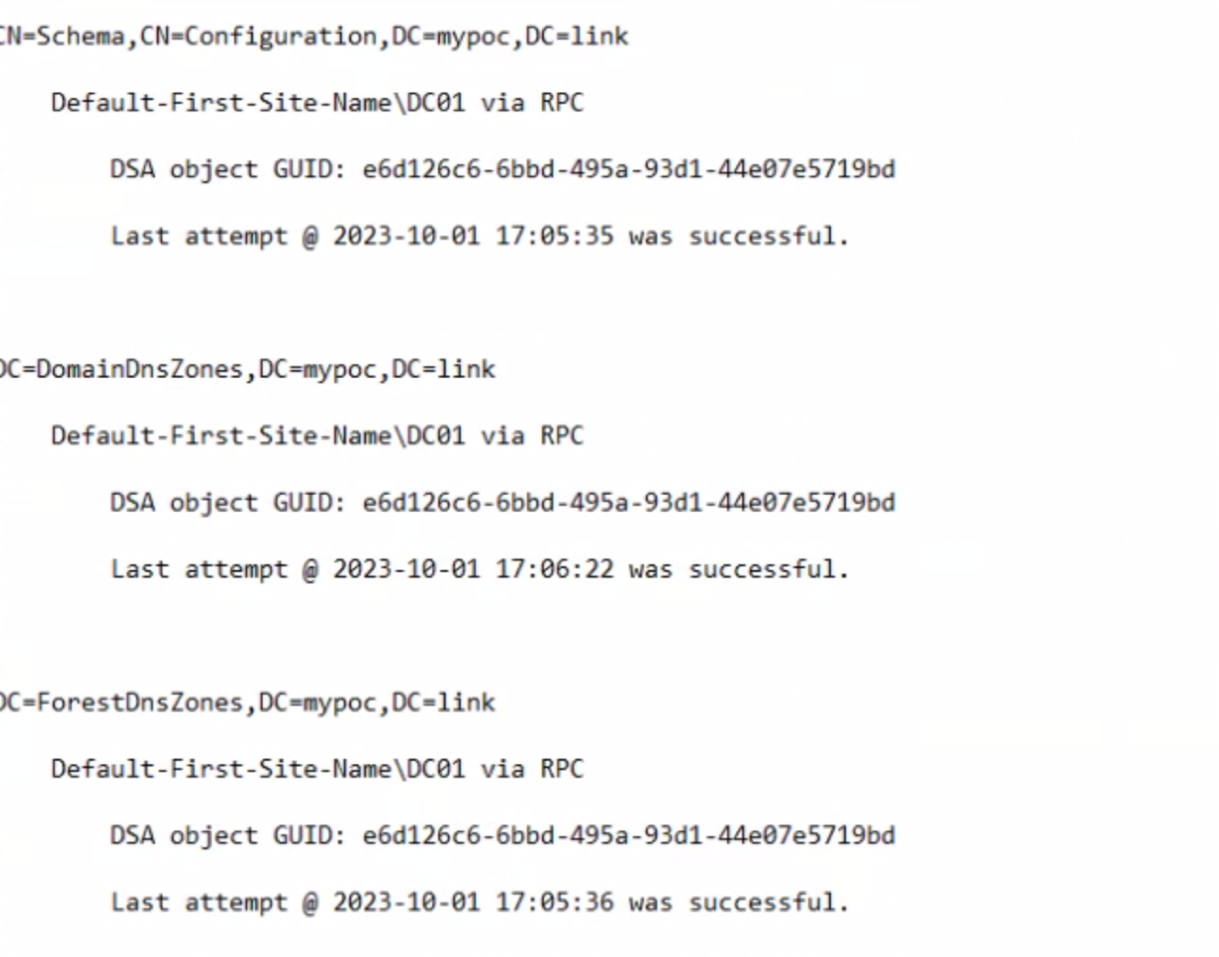 CN=Schema,CN=Configuration,DC=mypoc,DC=link
Default-First-Site-Name\DC01 via RPC
DSA object GUID: e6d126c6-6bbd-495a-93d1-44e07e5719bd
Last attempt @ 2023-10-01 17:05:35 was successful.
DC=DomainDnsZones,DC=mypoc,DC=link
Default-First-Site-Name\DC01 via RPC
DSA object GUID: e6d126c6-6bbd-495a-93d1-44e07e5719bd
Last attempt @ 2023-10-01 17:06:22 was successful.
DC=ForestDnsZones,DC=mypoc,DC=link
Default-First-Site-Name\DC01 via RPC
DSA object GUID: e6d126c6-6bbd-495a-93d1-44e07e5719bd
Last attempt @ 2023-10-01 17:05:36 was successful.